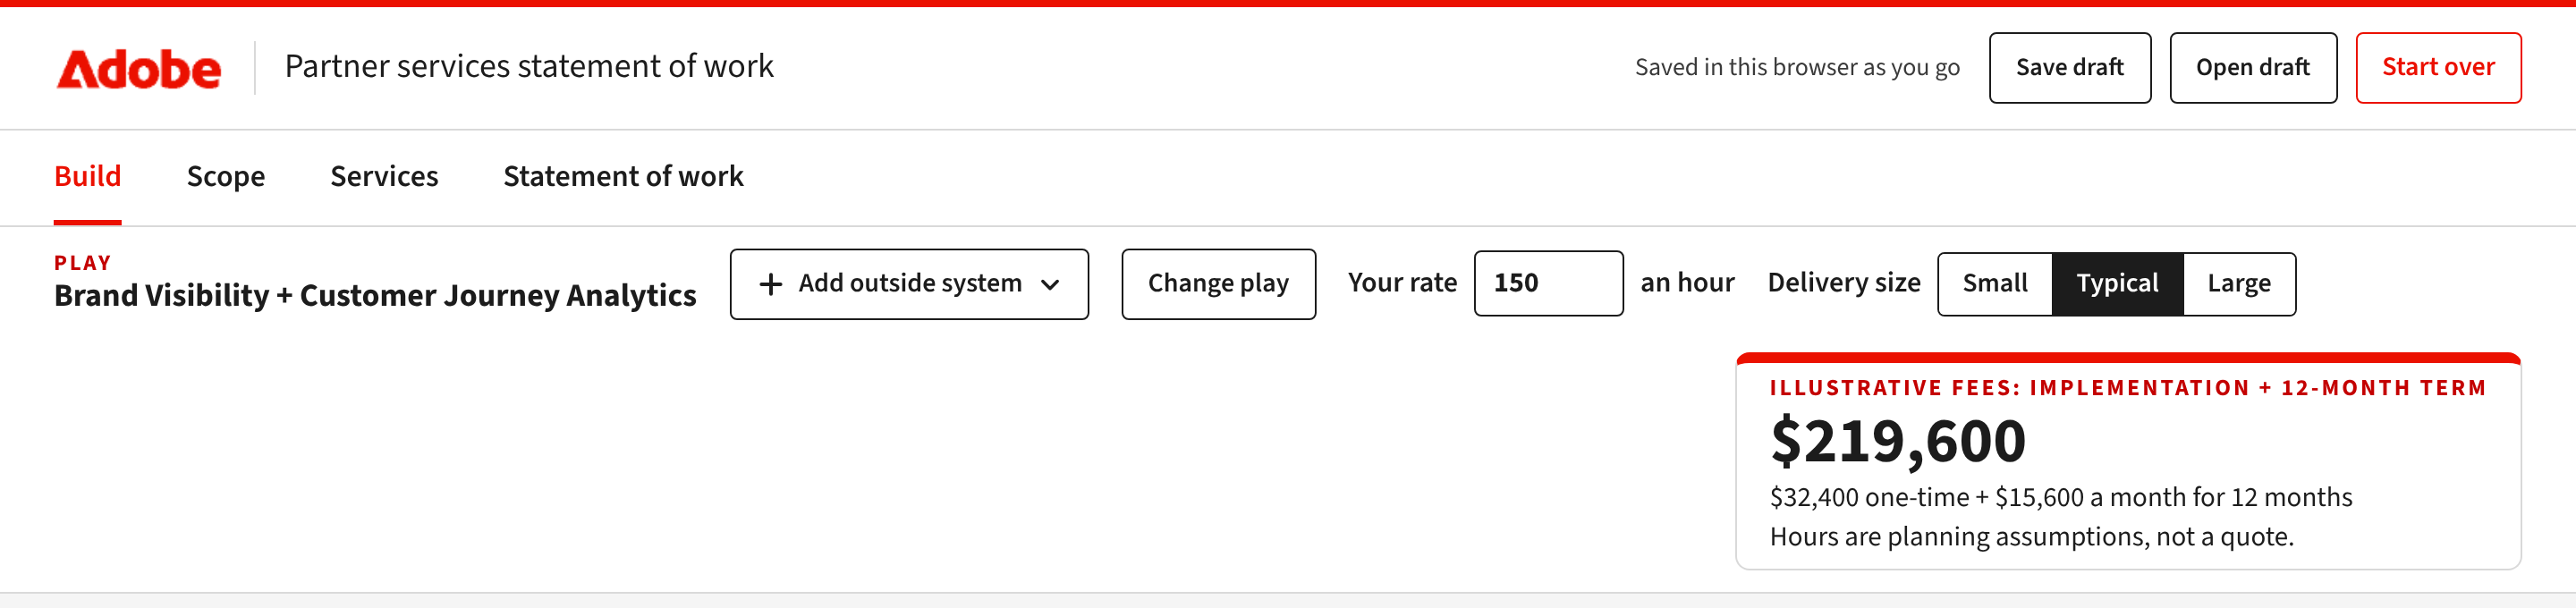 Adobe
Partner services statement of work
Saved in this browser as you go
Save draft
Open draft
Start over
Build
Scope
Services
Statement of work
PLAY
Brand Visibility + Customer Journey Analytics
+ Add outside system
Change play
Your rate
150
an hour
Delivery size
Small
Typical
Large
ILLUSTRATIVE FEES: IMPLEMENTATION + 12-MONTH TERM
$219,600
$32,400 one-time + $15,600 a month for 12 months
Hours are planning assumptions, not a quote.